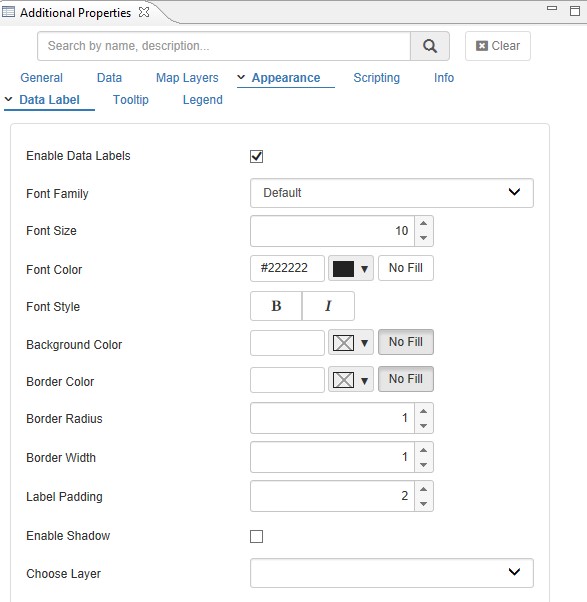 Additional Properties
Search by name, description...
Clear
General Data Map Layers Appearance Scripting Info
Data Label Tooltip Legend
Enable Data Labels
Font Family Default
Font Size 10
Font Color #222222 No Fill
Font Style B I
Background Color No Fill
Border Color No Fill
Border Radius 1
Border Width 1
Label Padding 2
Enable Shadow
Choose Layer